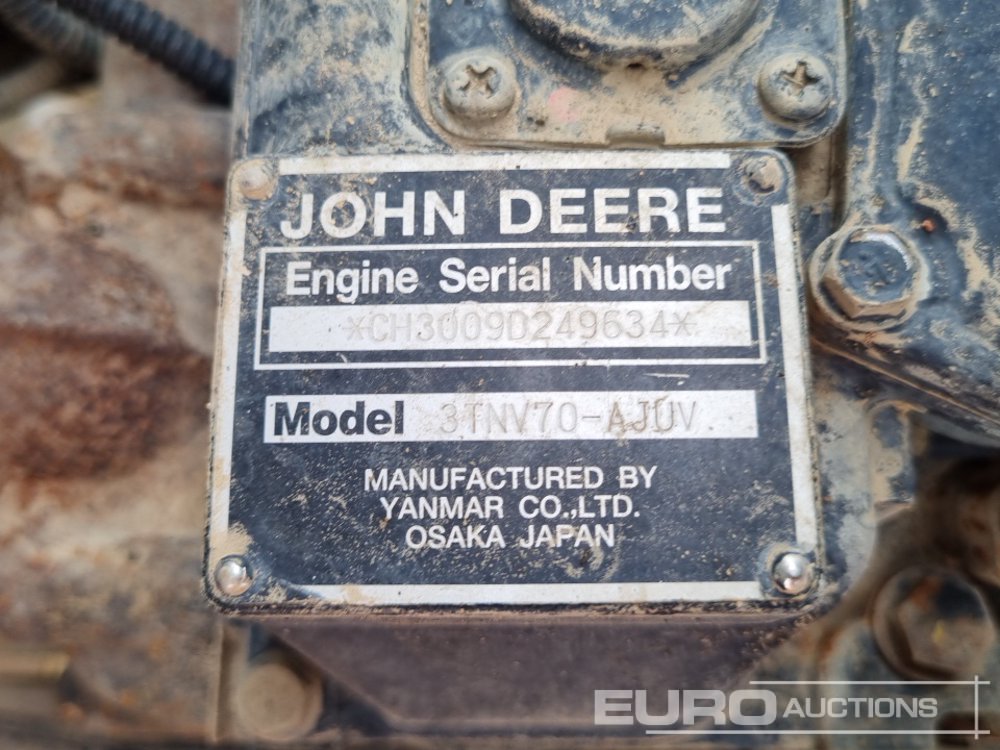 JOHN DEERE
Engine Serial Number
*CH3009D249634*
Model 3TNV70-AJUV
MANUFACTURED BY
YANMAR CO.,LTD.
OSAKA JAPAN
EURO AUCTIONS